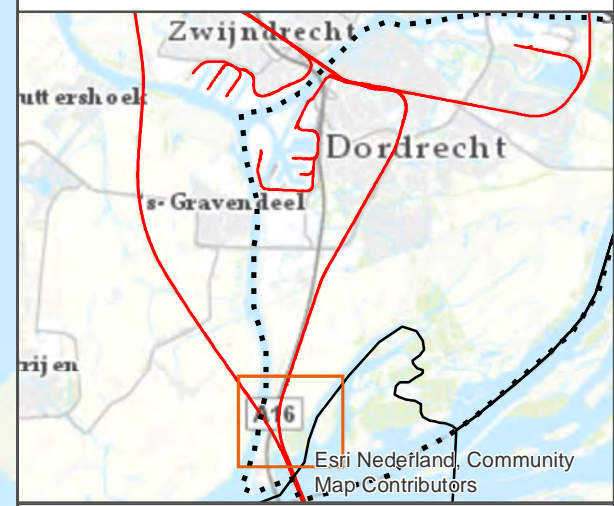 Zwijndrecht
uttershoek
Dordrecht
's-Gravendeel
rijen
A16
Esri Nederland, Community
Map Contributors